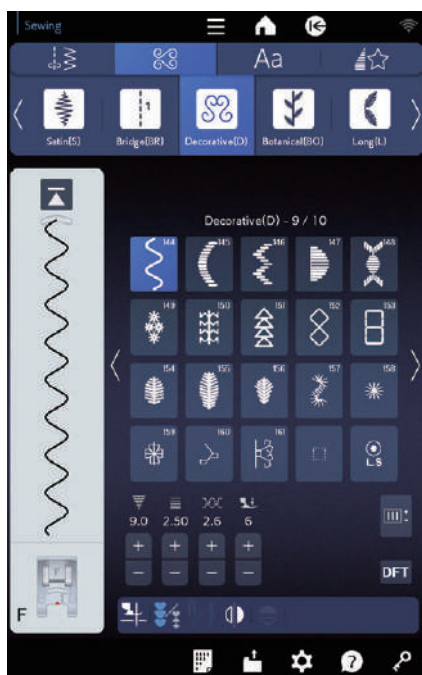 Sewing
Aa
Satin(S) Bridge(BR) Decorative(D) Botanical(BO) Long(L)
1
Decorative(D) - 9 / 10
144 145 146 147 148
149 150 151 152 153
154 155 156 157 158
159 160 161
L.S
9.0 2.50 2.6 6
+ + + +
− − − −
DFT
F
?